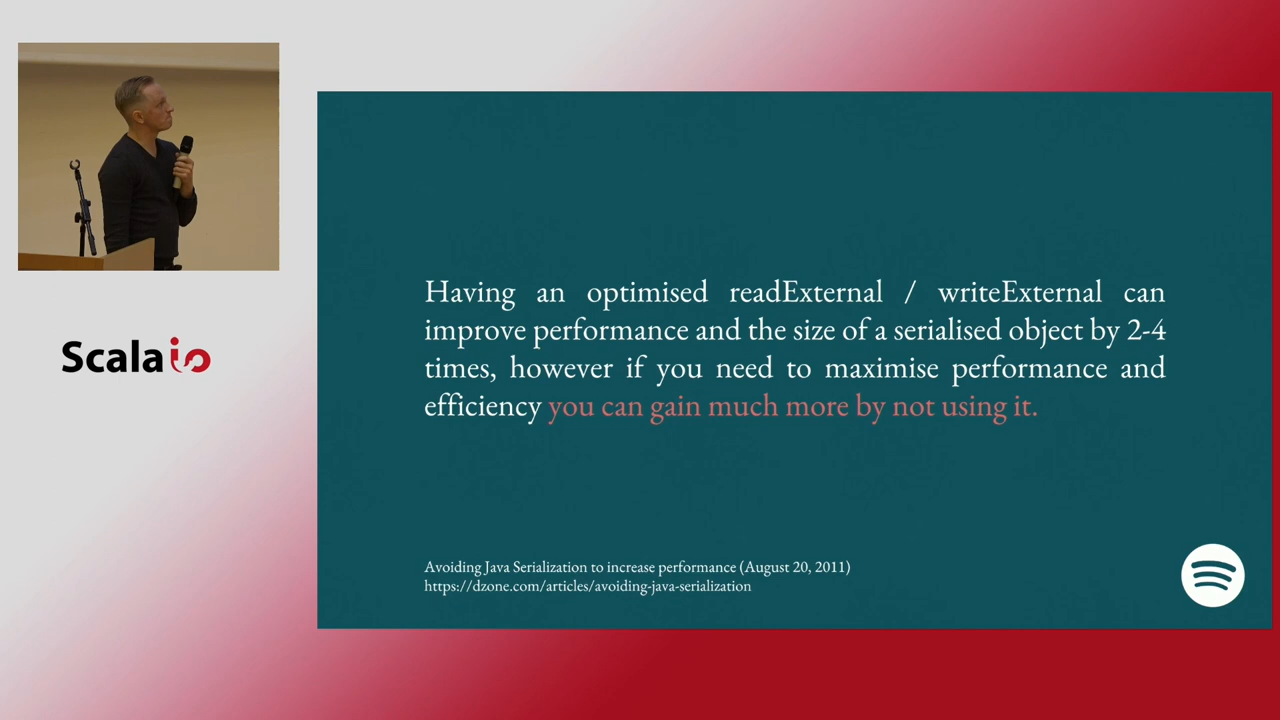 Scala io
Having an optimised readExternal / writeExternal can
improve performance and the size of a serialised object by 2-4
times, however if you need to maximise performance and
efficiency you can gain much more by not using it.
Avoiding Java Serialization to increase performance (August 20, 2011)
https://dzone.com/articles/avoiding-java-serialization